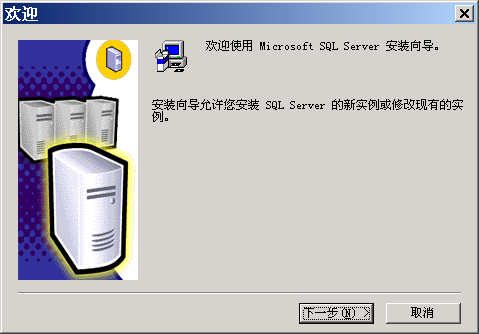 欢迎
欢迎使用 Microsoft SQL Server 安装向导。
安装向导允许您安装 SQL Server 的新实例或修改现有的实
例。
下一步(N) >
取消